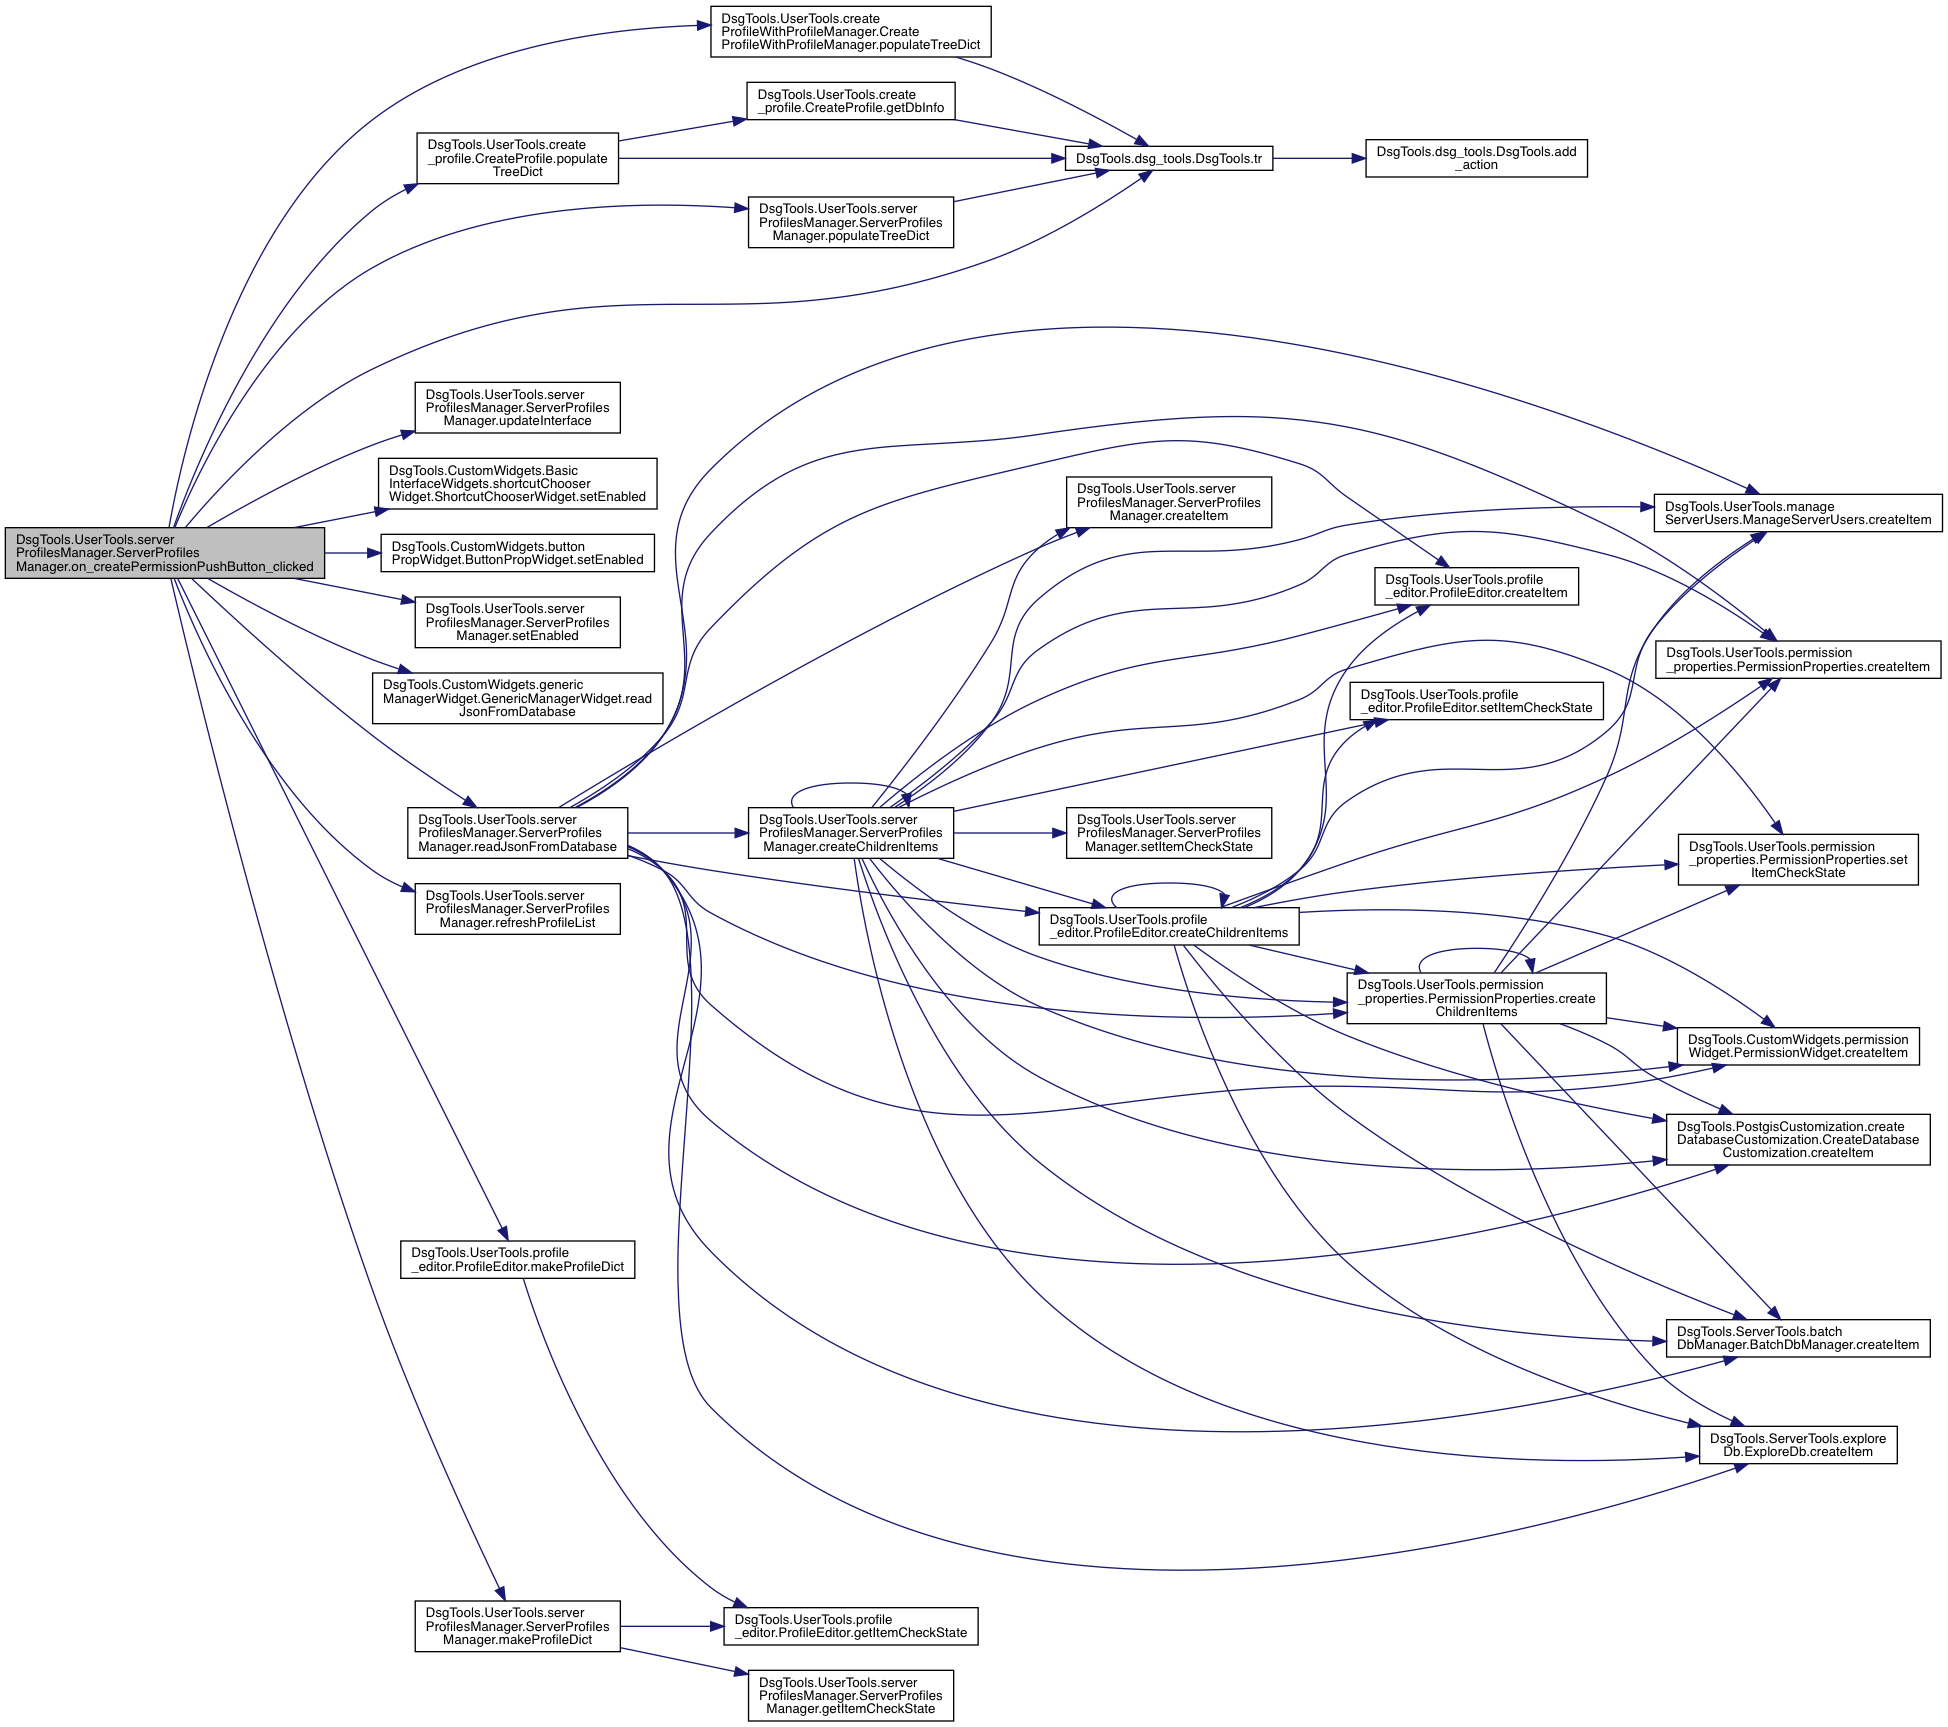 DsgTools.UserTools.create
ProfileWithProfileManager.Create
ProfileWithProfileManager.populateTreeDict
DsgTools.UserTools.create
_profile.CreateProfile.getDbInfo
DsgTools.UserTools.create
_profile.CreateProfile.populate
TreeDict
DsgTools.dsg_tools.DsgTools.tr
DsgTools.dsg_tools.DsgTools.add
_action
DsgTools.UserTools.server
ProfilesManager.ServerProfiles
Manager.populateTreeDict
DsgTools.UserTools.server
ProfilesManager.ServerProfiles
Manager.updateInterface
DsgTools.CustomWidgets.Basic
InterfaceWidgets.shortcutChooser
Widget.ShortcutChooserWidget.setEnabled
DsgTools.UserTools.server
ProfilesManager.ServerProfiles
Manager.on_createPermissionPushButton_clicked
DsgTools.CustomWidgets.button
PropWidget.ButtonPropWidget.setEnabled
DsgTools.UserTools.server
ProfilesManager.ServerProfiles
Manager.setEnabled
DsgTools.CustomWidgets.generic
ManagerWidget.GenericManagerWidget.read
JsonFromDatabase
DsgTools.UserTools.server
ProfilesManager.ServerProfiles
Manager.createItem
DsgTools.UserTools.manage
ServerUsers.ManageServerUsers.createItem
DsgTools.UserTools.profile
_editor.ProfileEditor.createItem
DsgTools.UserTools.permission
_properties.PermissionProperties.createItem
DsgTools.UserTools.profile
_editor.ProfileEditor.setItemCheckState
DsgTools.UserTools.server
ProfilesManager.ServerProfiles
Manager.readJsonFromDatabase
DsgTools.UserTools.server
ProfilesManager.ServerProfiles
Manager.createChildrenItems
DsgTools.UserTools.server
ProfilesManager.ServerProfiles
Manager.setItemCheckState
DsgTools.UserTools.permission
_properties.PermissionProperties.set
ItemCheckState
DsgTools.UserTools.server
ProfilesManager.ServerProfiles
Manager.refreshProfileList
DsgTools.UserTools.profile
_editor.ProfileEditor.createChildrenItems
DsgTools.UserTools.permission
_properties.PermissionProperties.create
ChildrenItems
DsgTools.CustomWidgets.permission
Widget.PermissionWidget.createItem
DsgTools.PostgisCustomization.create
DatabaseCustomization.CreateDatabase
Customization.createItem
DsgTools.UserTools.profile
_editor.ProfileEditor.makeProfileDict
DsgTools.ServerTools.batch
DbManager.BatchDbManager.createItem
DsgTools.ServerTools.explore
Db.ExploreDb.createItem
DsgTools.UserTools.server
ProfilesManager.ServerProfiles
Manager.makeProfileDict
DsgTools.UserTools.profile
_editor.ProfileEditor.getItemCheckState
DsgTools.UserTools.server
ProfilesManager.ServerProfiles
Manager.getItemCheckState